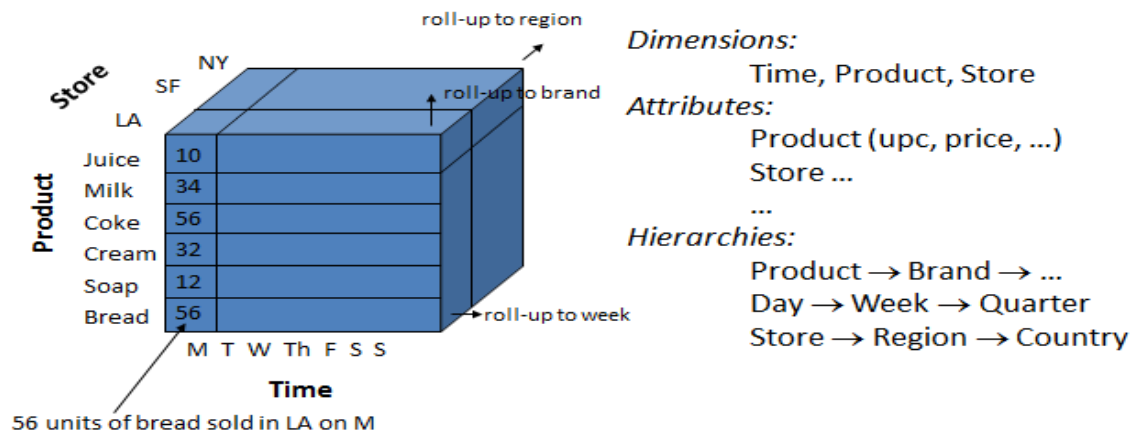 roll-up to region
Store
NY
SF
LA
roll-up to brand
Product
Juice 10
Milk 34
Coke 56
Cream 32
Soap 12
Bread 56
roll-up to week
M T W Th F S S
Time
56 units of bread sold in LA on M
Dimensions:
Time, Product, Store
Attributes:
Product (upc, price, ...)
Store ...
...
Hierarchies:
Product → Brand → ...
Day → Week → Quarter
Store → Region → Country